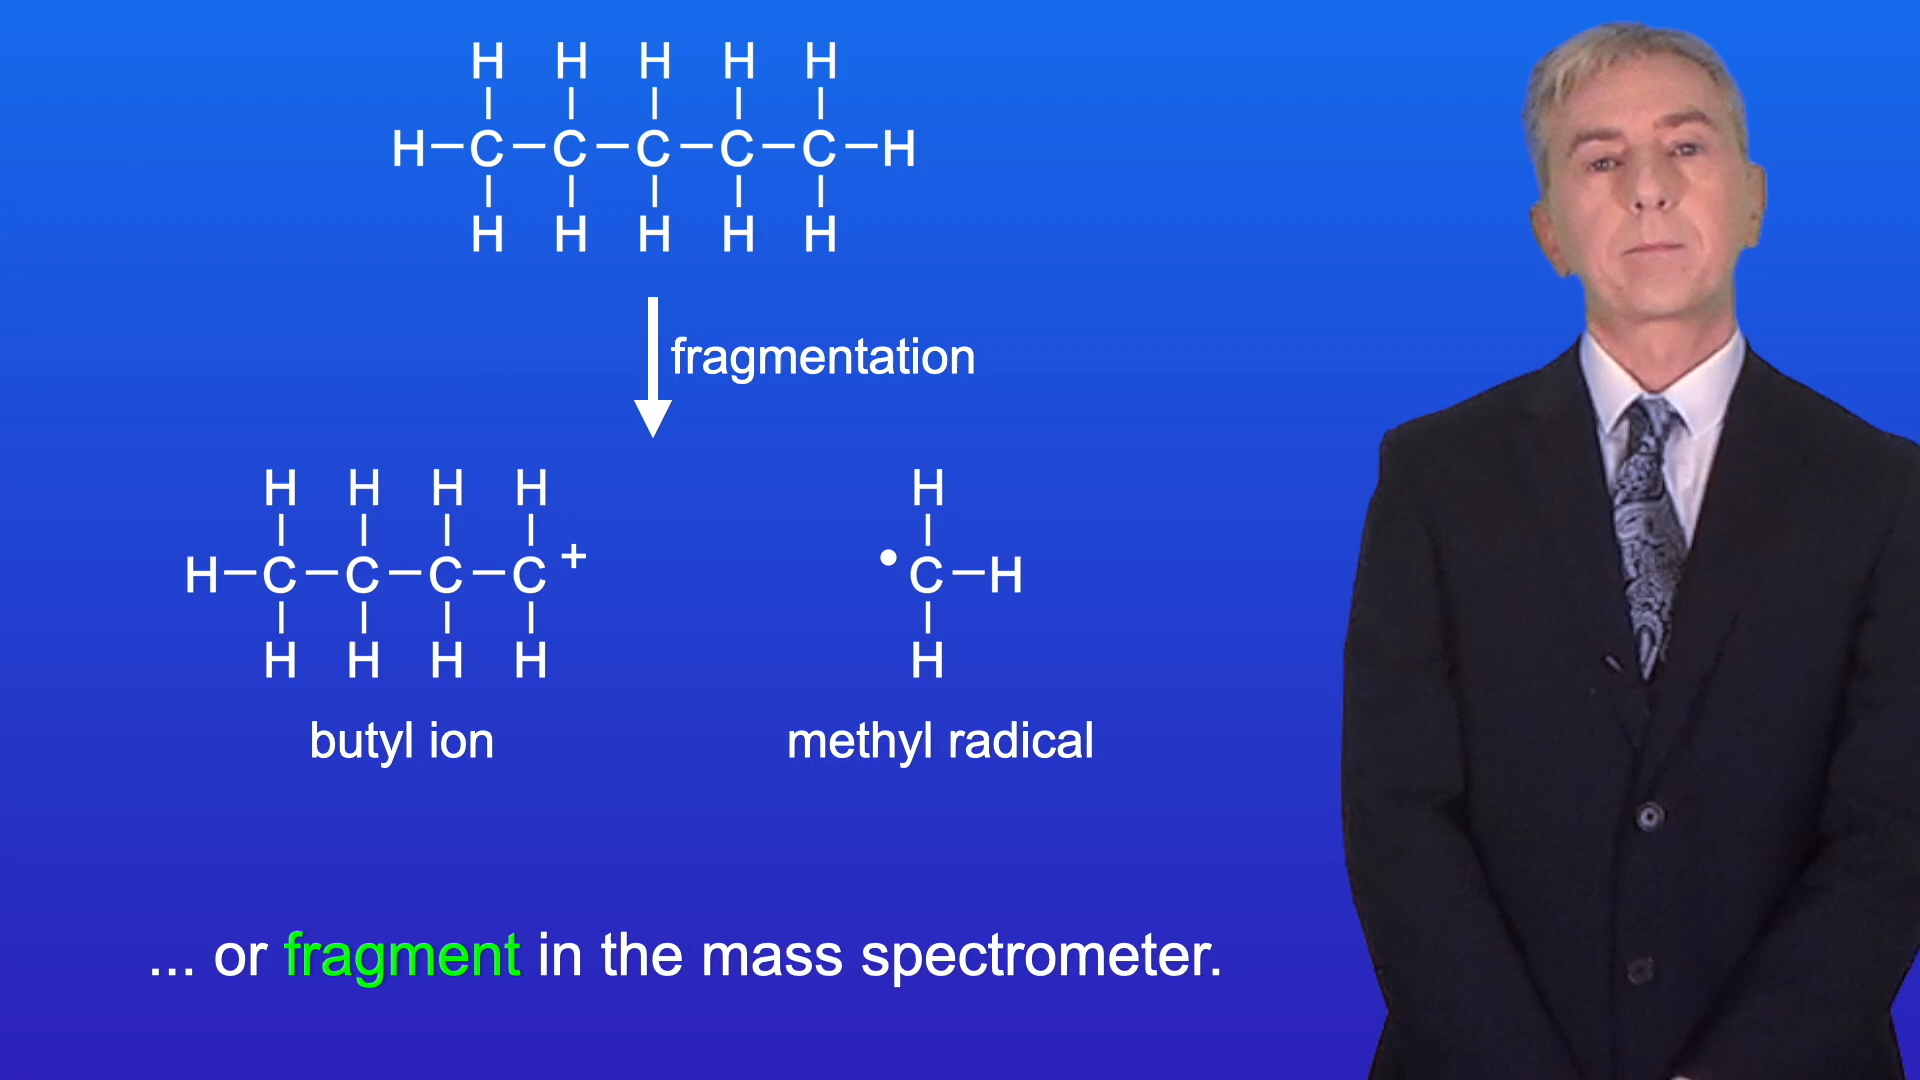 H H H H H
H–C–C–C–C–C–H
H H H H H
fragmentation
H H H H H
H–C–C–C–C+ •C–H
H H H H H
butyl ion methyl radical
... or fragment in the mass spectrometer.